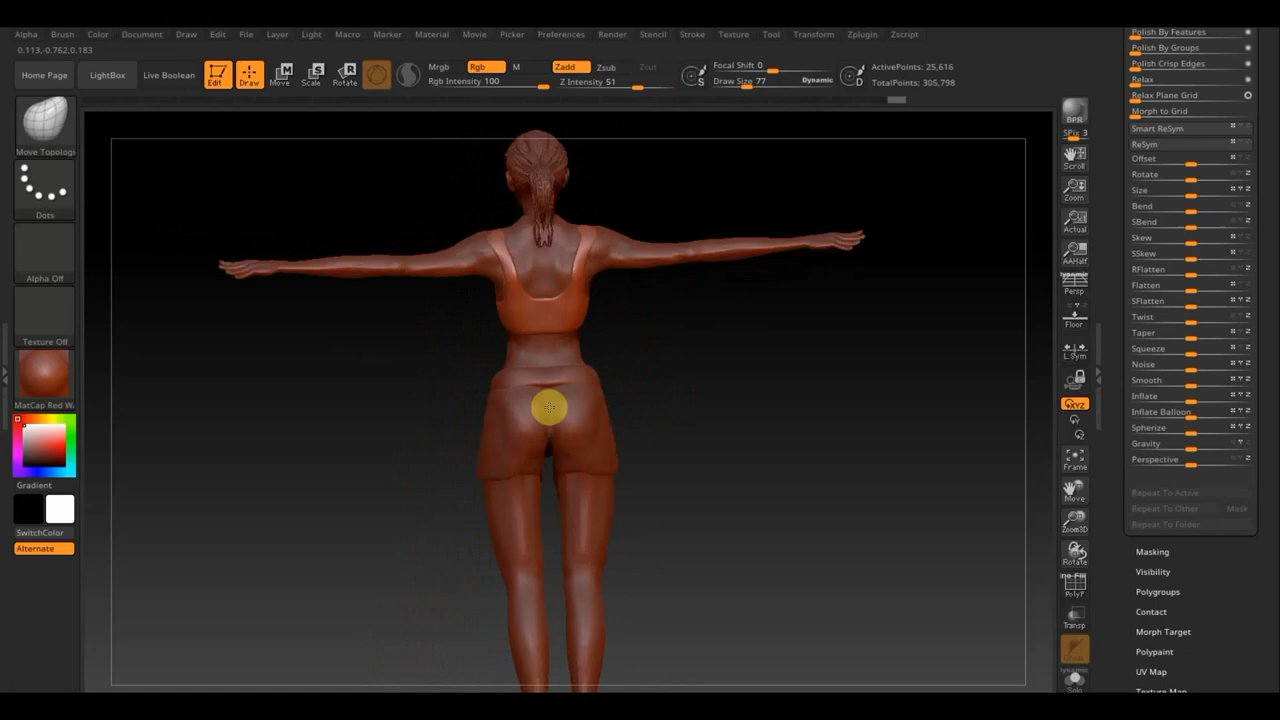 Alpha Brush Color Document Draw Edit File Layer Light Macro Marker Material Movie Picker Preferences Render Stencil Stroke Texture Tool Transform Zplugin Zscript
0.113,-0.762,0.183
Home Page LightBox Live Boolean Edit Draw Move Scale Rotate
Mrgb Rgb M Zadd Zsub Zcut
Rgb Intensity 100 Z Intensity 51
Focal Shift 0
Draw Size 77 Dynamic
ActivePoints: 25,616
TotalPoints: 305,798
Move Topologi
Dots
Alpha Off
Texture Off
MatCap Red W
Gradient
SwitchColor
Alternate
BPR
SPix 3
Scroll
Zoom
Actual
AAHalf
Persp
Floor
L.Sym
XYZ
Frame
Move
Zoom3D
Rotate
PolyF
Transp
Solo
Polish By Features
Polish By Groups
Polish Crisp Edges
Relax
Relax Plane Grid
Morph to Grid
Smart ReSym
ReSym
Offset
Rotate
Size
Bend
SBend
Skew
SSkew
RFlatten
Flatten
SFlatten
Twist
Taper
Squeeze
Noise
Smooth
Inflate
Inflate Balloon
Spherize
Gravity
Perspective
Repeat To Active
Repeat To Other Mask
Repeat To Folder
Masking
Visibility
Polygroups
Contact
Morph Target
Polypaint
UV Map